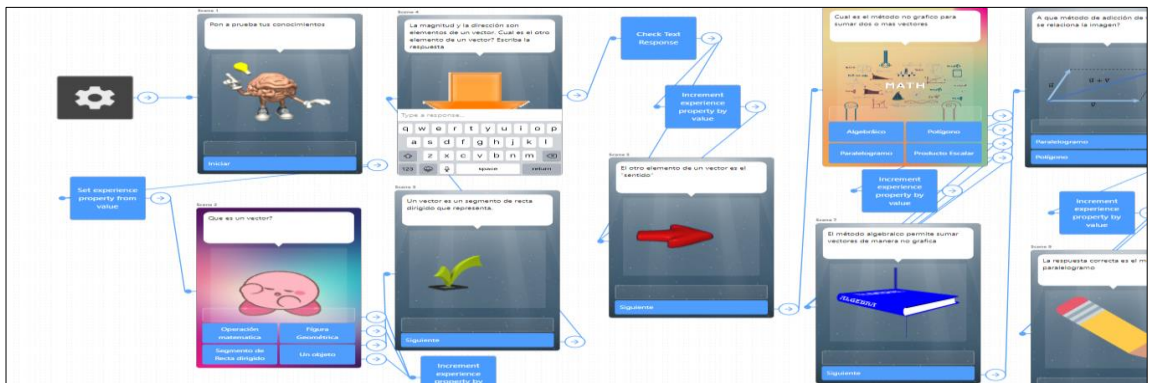 Scene 1
Pon a prueba tus conocimientos
Iniciar
Set experience
property from
value
Scene 2
Que es un vector?
Operación
matematica
Figura
Geométrica
Segmento de
Recta dirigido
Un objeto
Increment
experience
property by
Scene 3
Un vector es un segmento de recta
dirigido que representa.
Siguiente
Scene 4
La magnitud y la dirección son
elementos de un vector. Cual es el otro
elemento de un vector? Escriba la
respuesta
Type a response...
q w e r t y u i o p
a s d f g h j k l
z x c v b n m
123
space
return
Check Text
Response
Increment
experience
property by
value
Scene 5
El otro elemento de un vector es el
"sentido"
Siguiente
Cual es el método no grafico para
sumar dos o mas vectores
MATH
Algebráico
Polígono
Paralelogramo
Producto Escalar
Increment
experience
property by
value
Scene 7
El método algebraico permite sumar
vectores de manera no grafica
ALGEBRA
Siguiente
A que método de adicción de
se relaciona la imagen?
u + v
Paralelogramo
Polígono
Increment
experience
property by
value
La respuesta correcta es el
paralelogramo